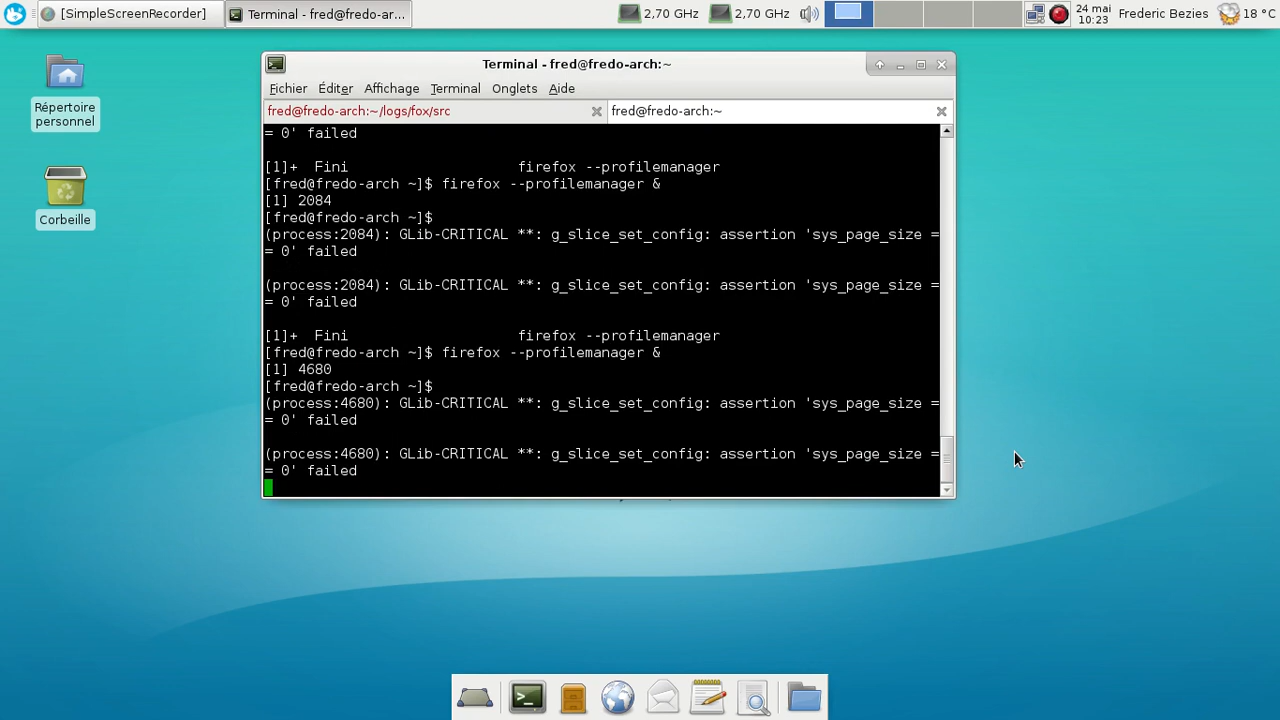 [SimpleScreenRecorder]
Terminal - fred@fredo-ar...
2,70 GHz
2,70 GHz
24 mai
10:23
Frederic Bezies
18 °C
Répertoire
personnel
Corbeille
Terminal - fred@fredo-arch:~
Fichier Éditer Affichage Terminal Onglets Aide
fred@fredo-arch:~/logs/fox/src
fred@fredo-arch:~
= 0' failed
[1]+  Fini                    firefox --profilemanager
[fred@fredo-arch ~]$ firefox --profilemanager &
[1] 2084
[fred@fredo-arch ~]$
(process:2084): GLib-CRITICAL **: g_slice_set_config: assertion 'sys_page_size =
= 0' failed
(process:2084): GLib-CRITICAL **: g_slice_set_config: assertion 'sys_page_size =
= 0' failed
[1]+  Fini                    firefox --profilemanager
[fred@fredo-arch ~]$ firefox --profilemanager &
[1] 4680
[fred@fredo-arch ~]$
(process:4680): GLib-CRITICAL **: g_slice_set_config: assertion 'sys_page_size =
= 0' failed
(process:4680): GLib-CRITICAL **: g_slice_set_config: assertion 'sys_page_size =
= 0' failed